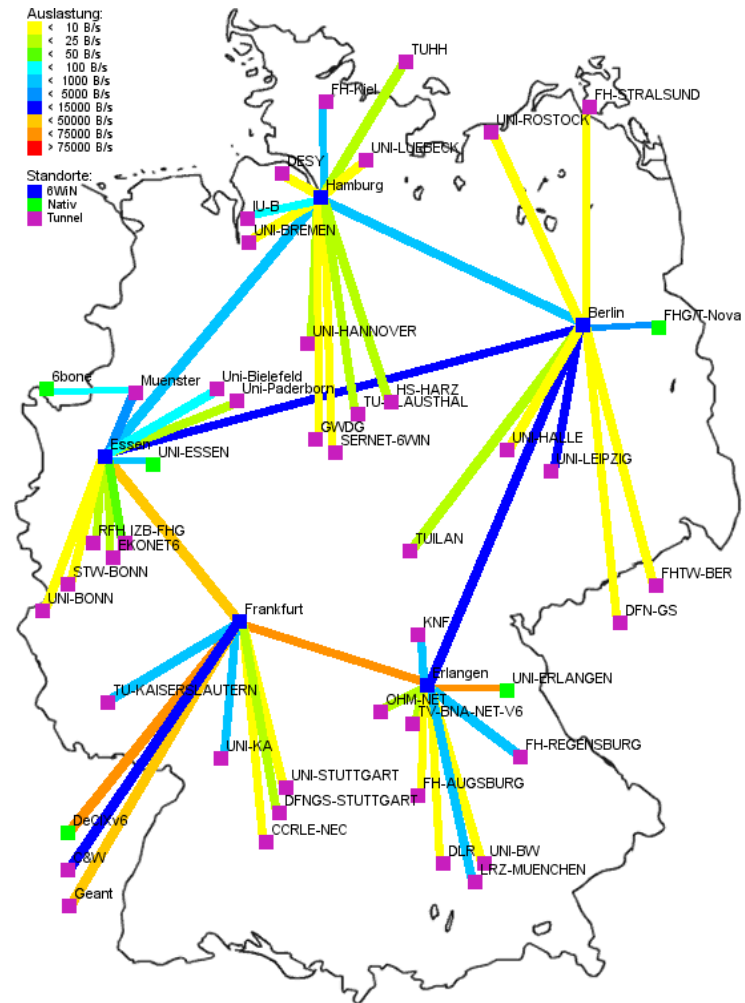 Auslastung:
< 10 B/s
< 25 B/s
< 50 B/s
< 100 B/s
< 1000 B/s
< 5000 B/s
< 15000 B/s
< 50000 B/s
< 75000 B/s
> 75000 B/s
Standorte:
6WiN
Nativ
Tunnel
TUHH
FH-Kiel
FH-STRALSUND
UNI-ROSTOCK
UNI-LUEBECK
DESY
Hamburg
IU-B
UNI-BREMEN
Berlin
FHG/T-Nova
UNI-HANNOVER
6bone
Muenster
Uni-Bielefeld
Uni-Paderborn
HS-HARZ
TU-CLAUSTHAL
GWDG
SERNET-6WIN
Essen
UNI-ESSEN
UNI-HALLE
UNI-LEIPZIG
RFH IZB-FHG
EKONET6
TUILAN
STW-BONN
FHTW-BER
UNI-BONN
DFN-GS
Frankfurt
KNF
Erlangen
UNI-ERLANGEN
TU-KAISERSLAUTERN
OHM-NET
TV-BNA-NET-V6
UNI-KA
FH-REGENSBURG
UNI-STUTTGART
FH-AUGSBURG
DFNGS-STUTTGART
DeCIxv6
CCRLE-NEC
C&W
DLR
UNI-BW
LRZ-MUENCHEN
Geant